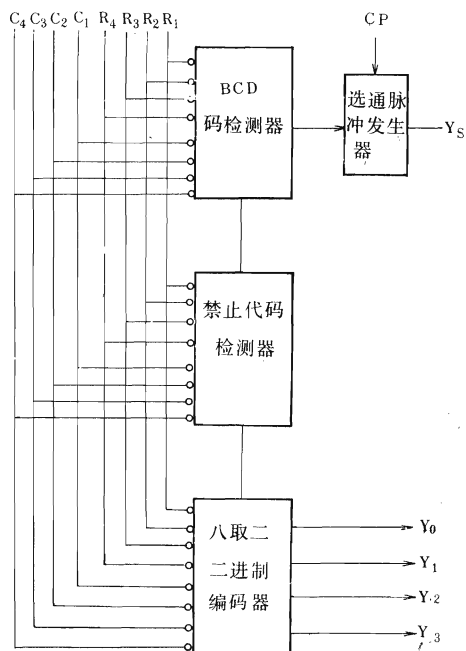 C₄ C₃ C₂ C₁ R₄ R₃ R₂ R₁
CP
BCD
码检测器
选通脉
冲发生
器
Y_S
禁止代码
检测器
八取二
二进制
编码器
Y₀
Y₁
Y₂
Y₃